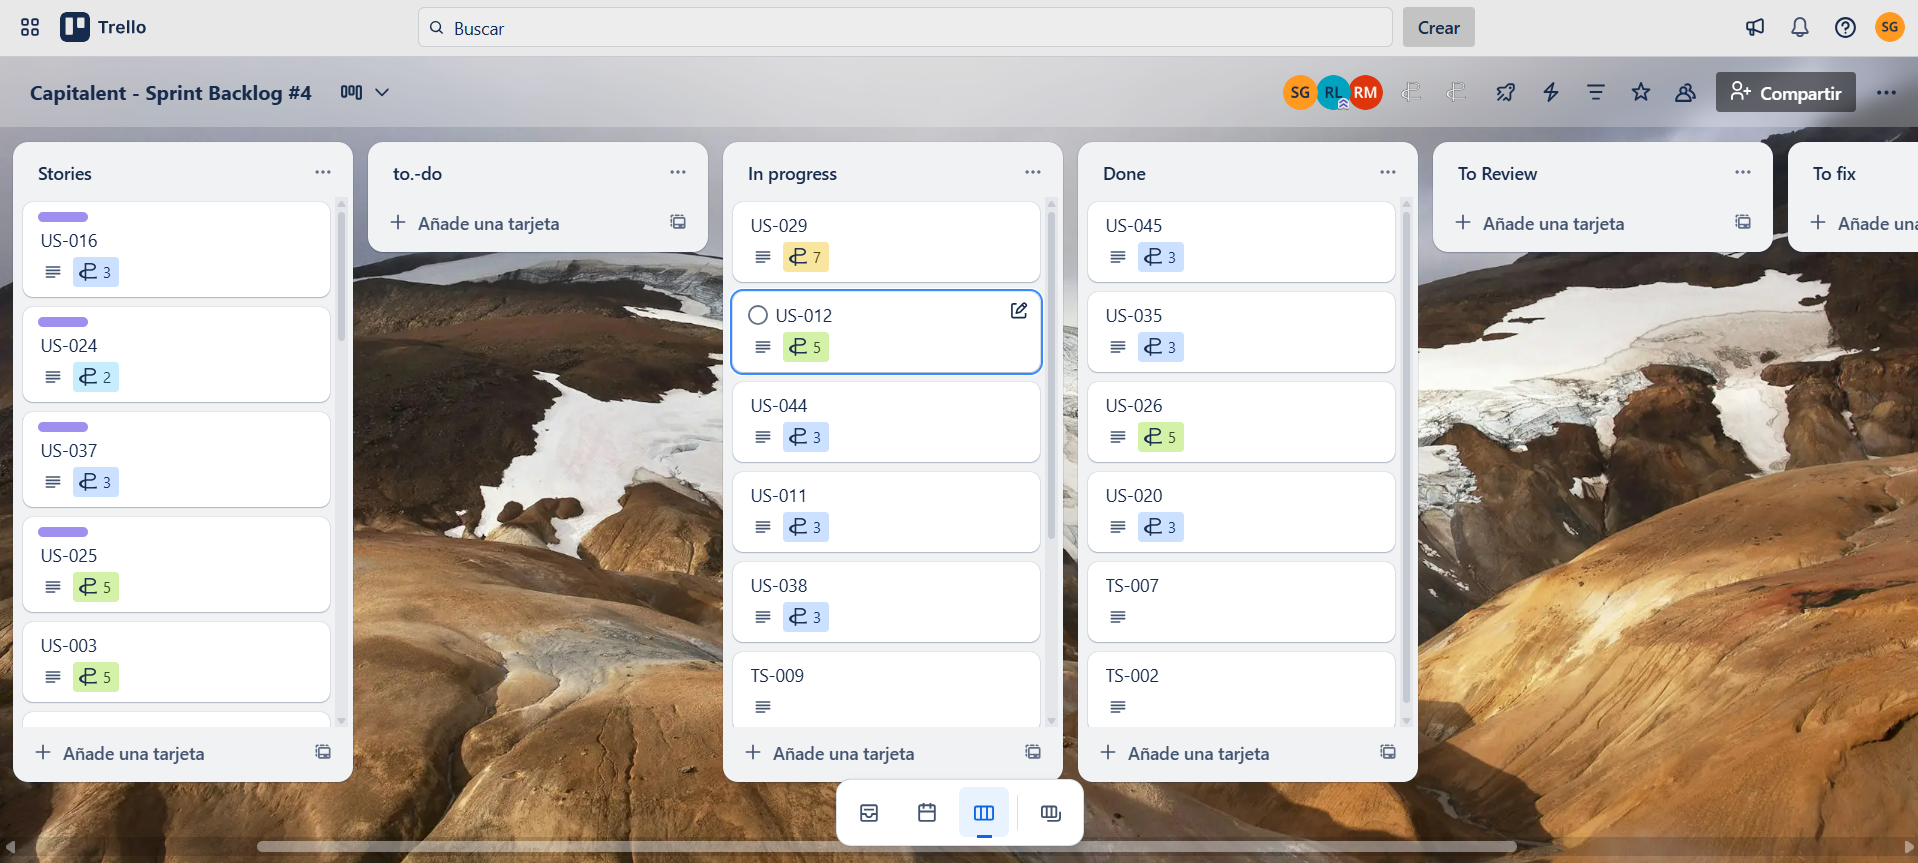 Trello
Buscar
Crear
SG
Capitalent - Sprint Backlog #4
SG
RL
RM
Compartir
Stories
US-016
3
US-024
2
US-037
3
US-025
5
US-003
5
Añade una tarjeta
to.-do
Añade una tarjeta
In progress
US-029
7
US-012
5
US-044
3
US-011
3
US-038
3
TS-009
Añade una tarjeta
Done
US-045
3
US-035
3
US-026
5
US-020
3
TS-007
TS-002
Añade una tarjeta
To Review
Añade una tarjeta
To fix
Añade una